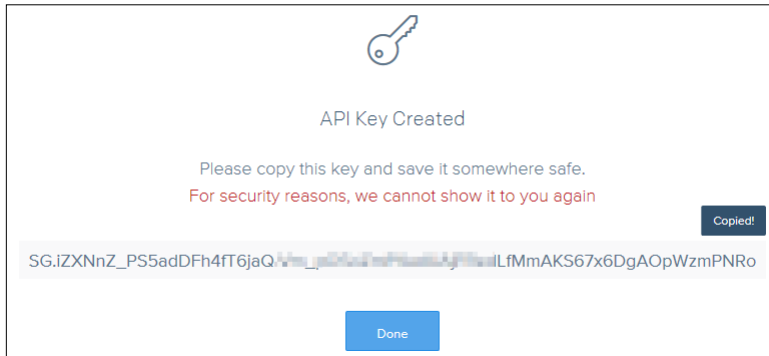 API Key Created
Please copy this key and save it somewhere safe.
For security reasons, we cannot show it to you again
Copied!
SG.iZXNnZ_PS5adDFh4fT6jaQ LfMmAKS67x6DgAOpWzmPNRo
Done